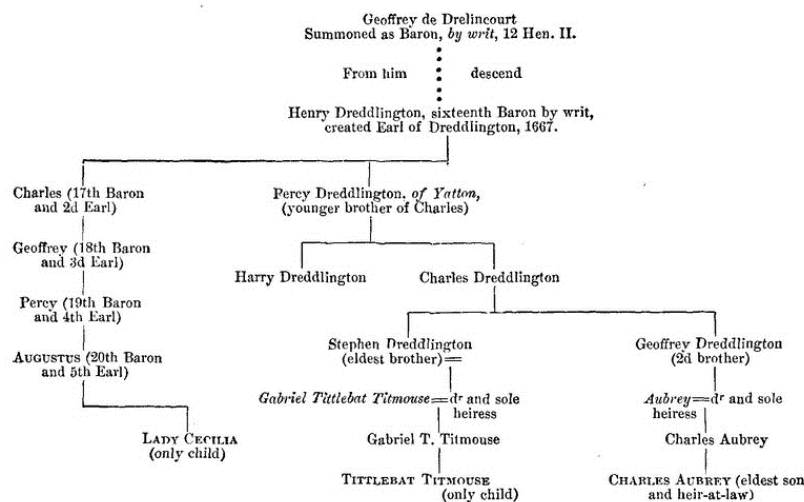 Geoffrey de Drelincourt
Summoned as Baron, by writ, 12 Hen. II.
From him descend
Henry Dreddlington, sixteenth Baron by writ,
created Earl of Dreddlington, 1667.
Charles (17th Baron
and 2d Earl)
Percy Dreddlington, of Yatton,
(younger brother of Charles)
Geoffrey (18th Baron
and 3d Earl)
Harry Dreddlington
Charles Dreddlington
Percy (19th Baron
and 4th Earl)
Stephen Dreddlington
(eldest brother)=
Geoffrey Dreddlington
(2d brother)
AUGUSTUS (20th Baron
and 5th Earl)
Gabriel Tittlebat Titmouse=dr and sole
heiress
Aubrey=dr and sole
heiress
LADY CECILIA
(only child)
Gabriel T. Titmouse
Charles Aubrey
TITTLEBAT TITMOUSE
(only child)
CHARLES AUBREY (eldest son
and heir-at-law)